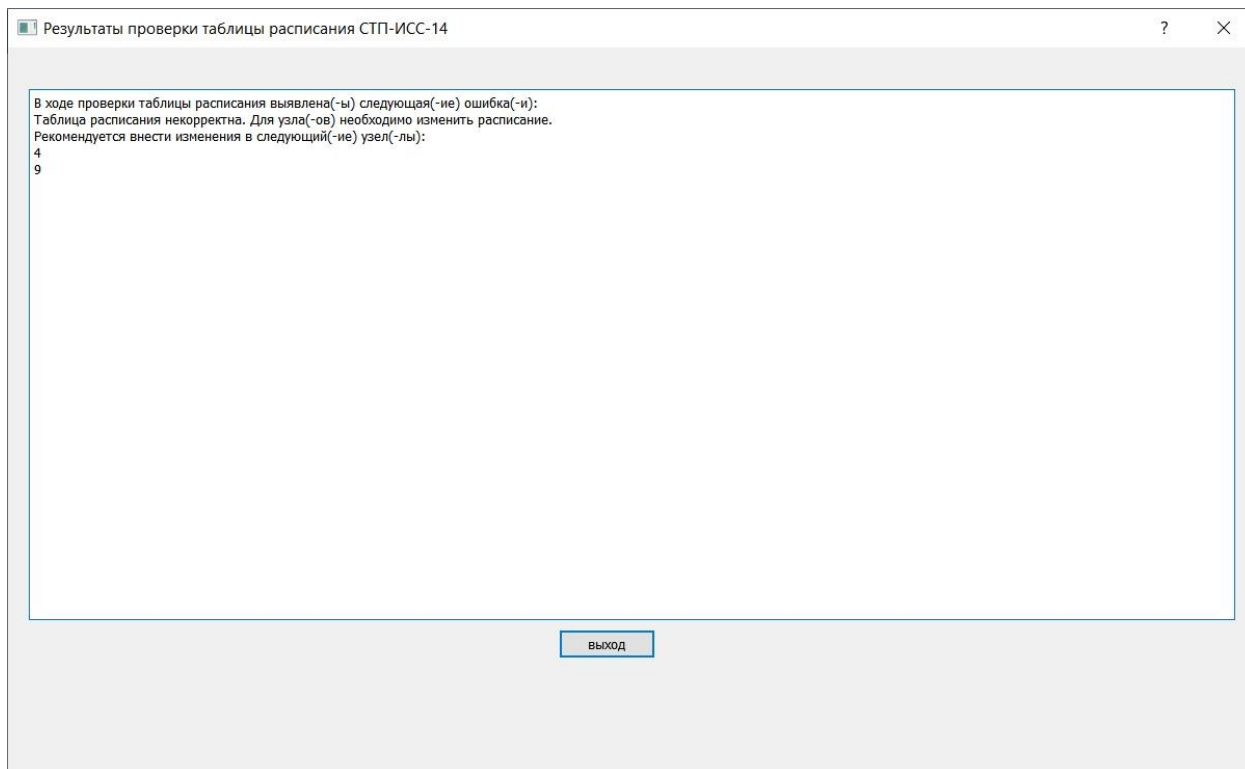 Результаты проверки таблицы расписания СТП-ИСС-14
?
В ходе проверки таблицы расписания выявлена(-ы) следующая(-ие) ошибка(-и):
Таблица расписания некорректна. Для узла(-ов) необходимо изменить расписание.
Рекомендуется внести изменения в следующий(-ие) узел(-лы):
4
9
выход